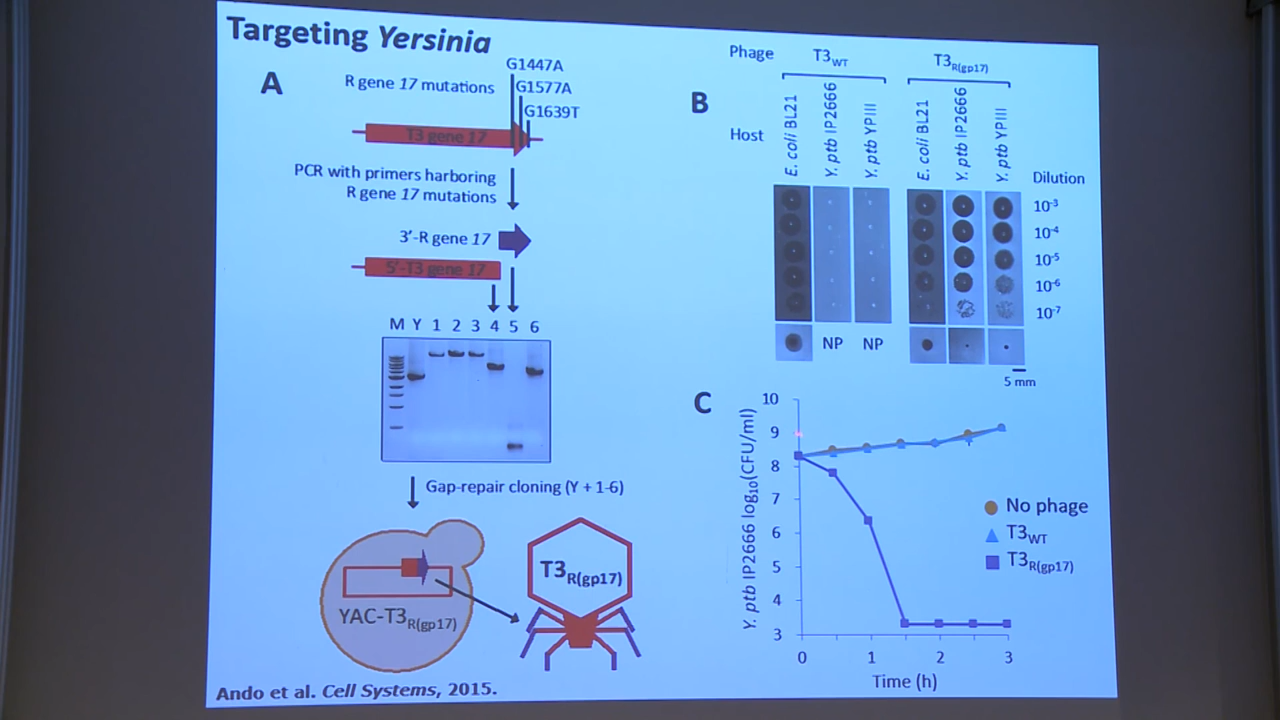 Targeting Yersinia
A
G1447A
R gene 17 mutations
G1577A
G1639T
T3 gene 17
PCR with primers harboring
R gene 17 mutations
3'-R gene 17
5'-T3 gene 17
M Y 1 2 3 4 5 6
Gap-repair cloning (Y + 1-6)
YAC-T3R(gp17)
T3R(gp17)
Ando et al. Cell Systems, 2015.
B
Phage T3WT T3R(gp17)
Host
E. coli BL21
Y. ptb IP2666
Y. ptb YPIII
E. coli BL21
Y. ptb IP2666
Y. ptb YPIII
Dilution
10-3
10-4
10-5
10-6
10-7
NP NP
5 mm
C
Y. ptb IP2666 log10(CFU/ml)
10
9
8
7
6
5
4
3
0 1 2 3
Time (h)
No phage
T3WT
T3R(gp17)